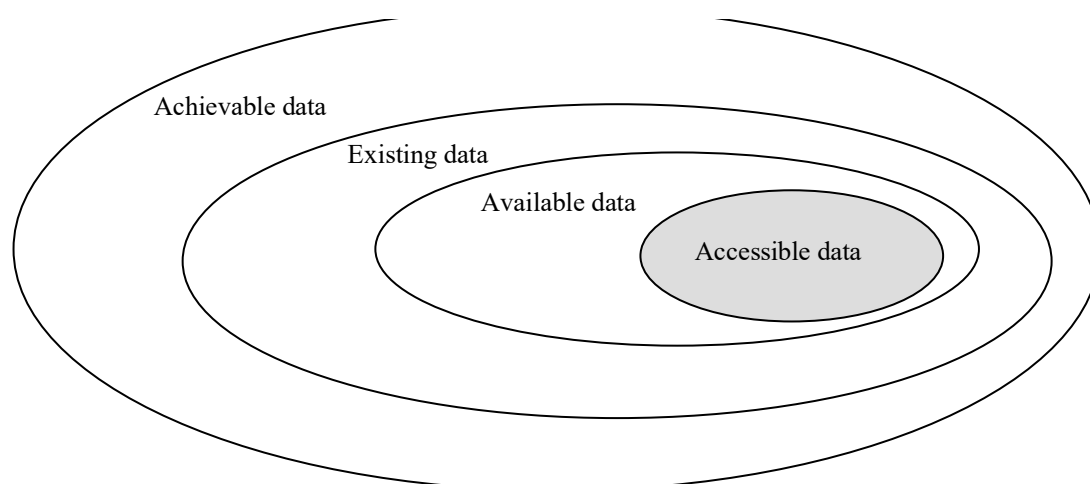 Achievable data
Existing data
Available data
Accessible data